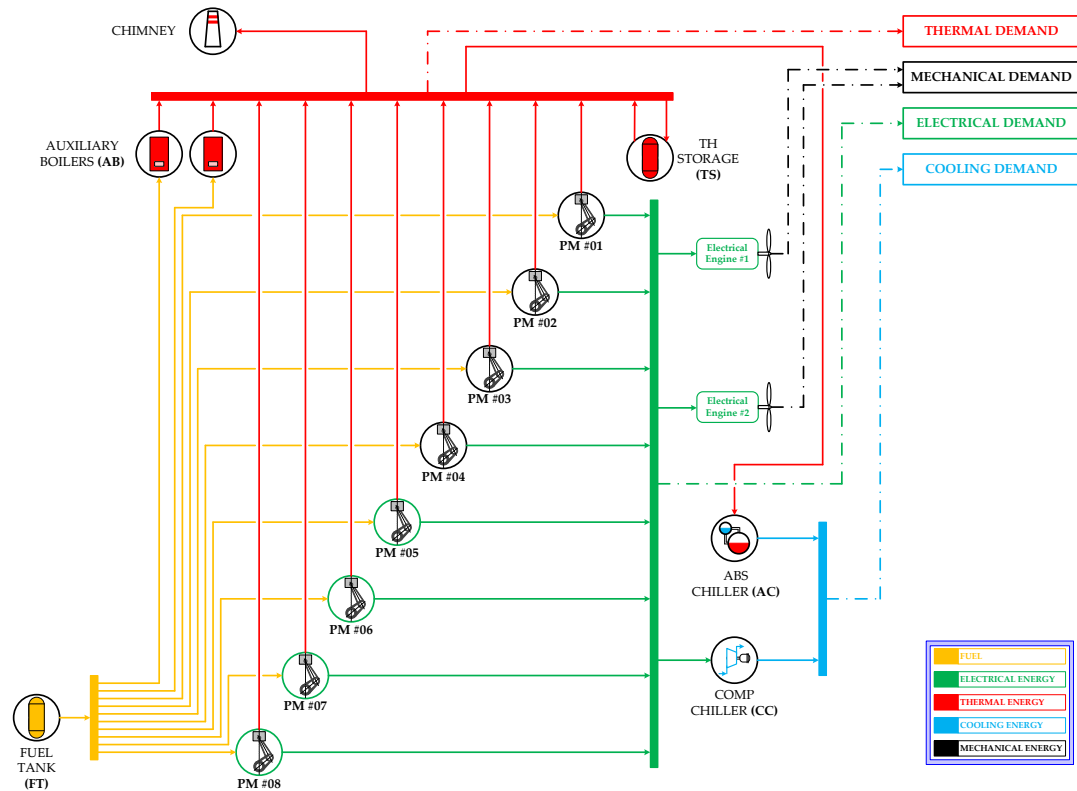 CHIMNEY
THERMAL DEMAND
MECHANICAL DEMAND
ELECTRICAL DEMAND
COOLING DEMAND
AUXILIARY
BOILERS (AB)
TH
STORAGE
(TS)
PM #01
Electrical
Engine #1
PM #02
PM #03
Electrical
Engine #2
PM #04
PM #05
ABS
CHILLER (AC)
PM #06
PM #07
COMP
CHILLER (CC)
FUEL
TANK
(FT)
PM #08
FUEL
ELECTRICAL ENERGY
THERMAL ENERGY
COOLING ENERGY
MECHANICAL ENERGY